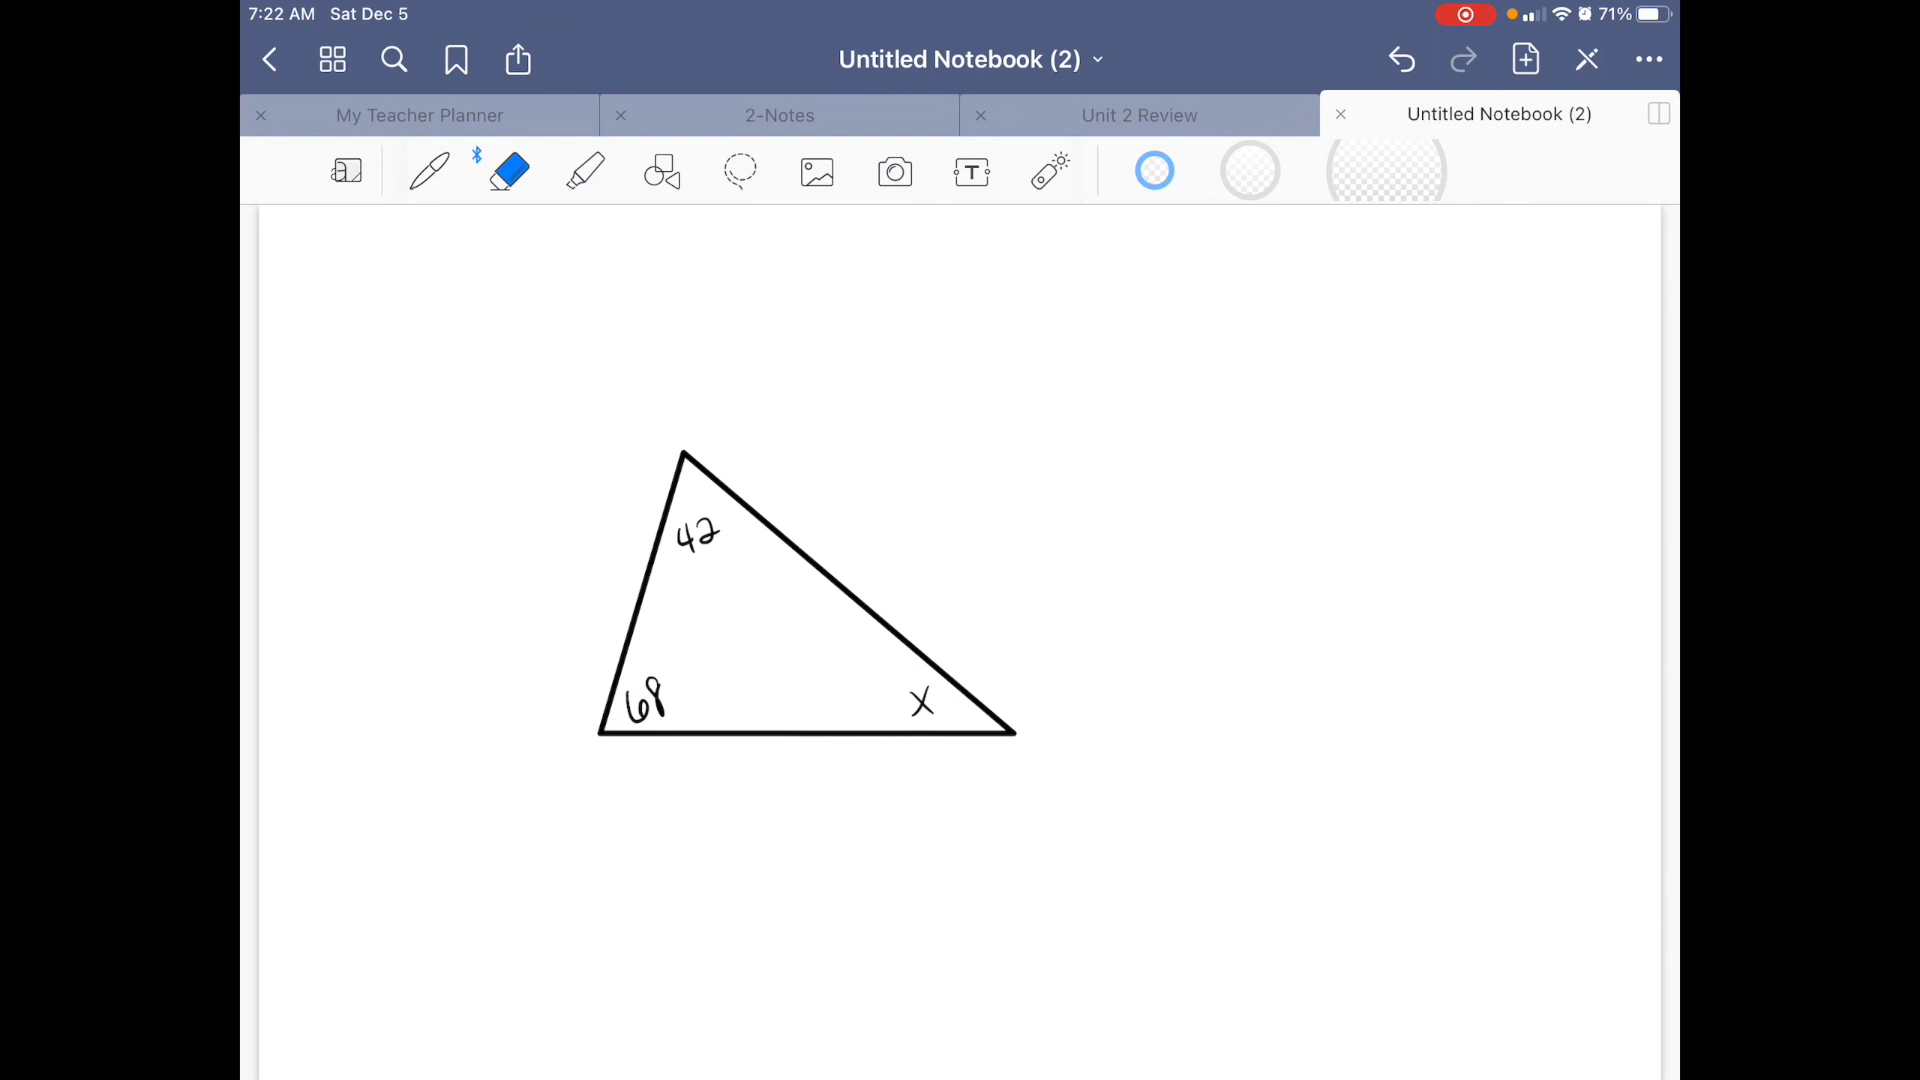 7:22 AM Sat Dec 5
71%
Untitled Notebook (2)
My Teacher Planner
2-Notes
Unit 2 Review
Untitled Notebook (2)
a
T
42
68
x